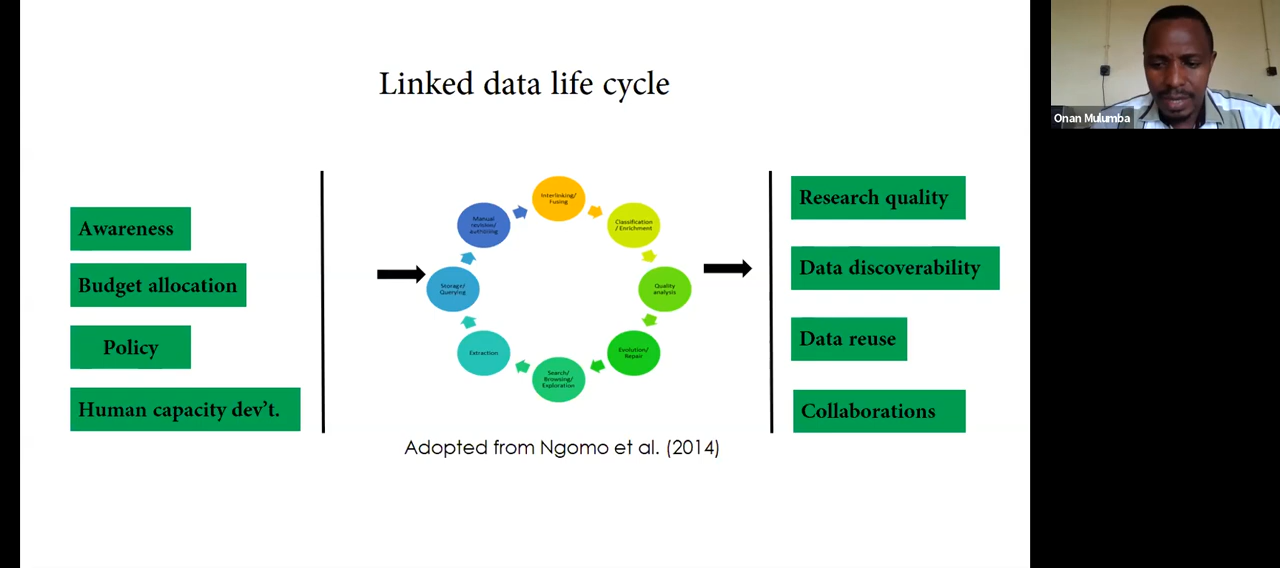 Linked data life cycle
Onan Mulumba
Awareness
Budget allocation
Policy
Human capacity dev't.
Interlinking/
Fusing
Classification
/ Enrichment
Quality
analysis
Evolution/
Repair
Search/
Browsing/
Exploration
Extraction
Storage/
Querying
Manual
revision/
authoring
Research quality
Data discoverability
Data reuse
Collaborations
Adopted from Ngomo et al. (2014)